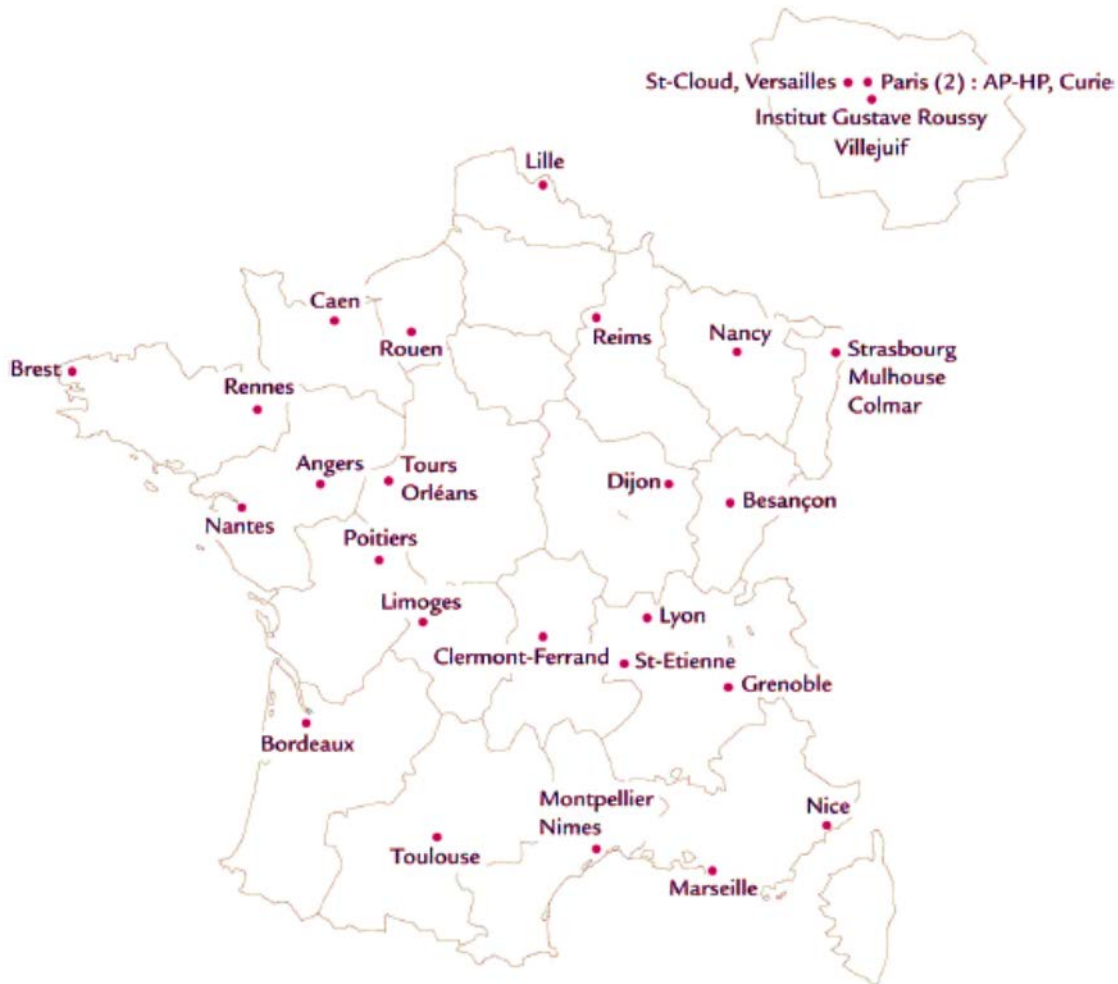 St-Cloud, Versailles
Paris (2) : AP-HP, Curie
Institut Gustave Roussy
Villejuif
Lille
Caen
Rouen
Reims
Nancy
Strasbourg
Mulhouse
Colmar
Brest
Rennes
Angers
Tours
Orléans
Dijon
Besançon
Nantes
Poitiers
Limoges
Lyon
Clermont-Ferrand
St-Etienne
Grenoble
Bordeaux
Montpellier
Nimes
Nice
Toulouse
Marseille